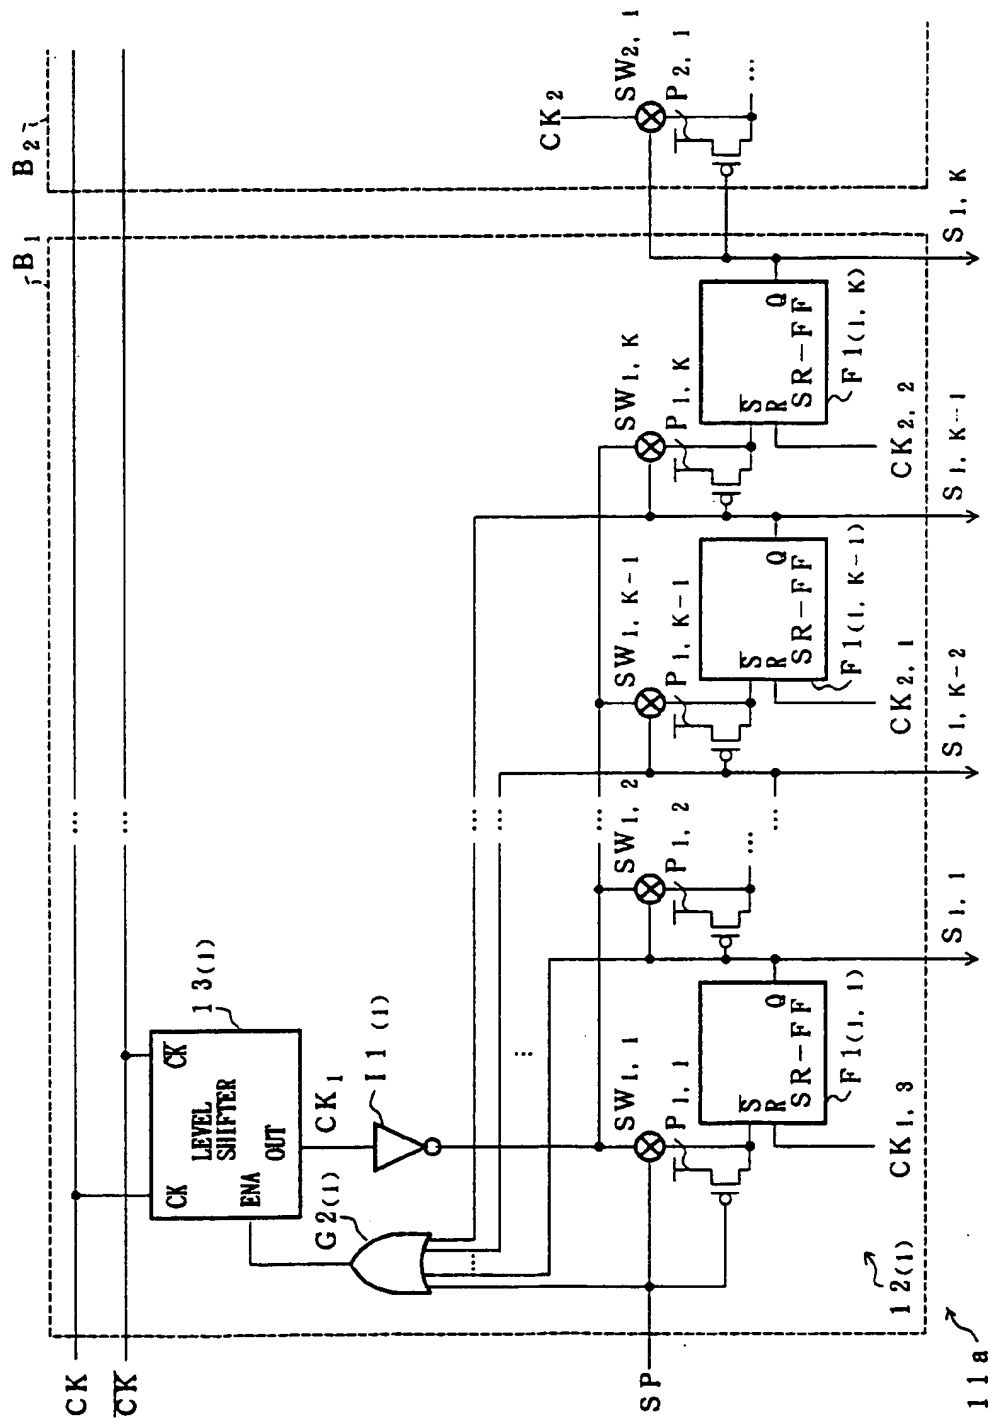 B₁
B₂
CK
C̅K̅
...
...
13₍₁₎
CK
C̅K̅
LEVEL
SHIFTER
ENA
OUT
G2₍₁₎
CK₁
I1₍₁₎
...
...
...
...
...
CK₂
SW₁, ₁
SW₁, ₂
SW₁, K-1
SW₁, K
SW₂, ₁
SP
P₁, ₁
P₁, ₂
P₁, K-1
P₁, K
P₂, ₁
...
...
...
S̅
R
Q
SR-FF
S̅
R
Q
SR-FF
S̅
R
Q
SR-FF
F1₍₁, ₁₎
F1₍₁, K-1₎
F1₍₁, K₎
12₍₁₎
CK₁, ₃
CK₂, ₁
CK₂, ₂
S₁, ₁
S₁, K-2
S₁, K-1
S₁, K
11a